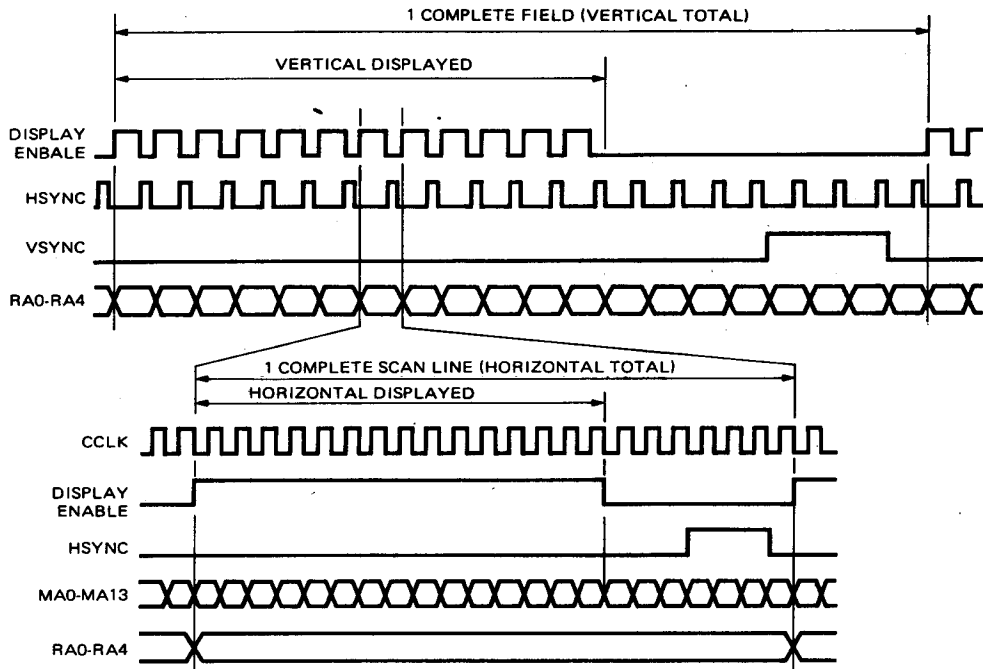 1 COMPLETE FIELD (VERTICAL TOTAL)
VERTICAL DISPLAYED
DISPLAY
ENBALE
HSYNC
VSYNC
RA0-RA4
1 COMPLETE SCAN LINE (HORIZONTAL TOTAL)
HORIZONTAL DISPLAYED
CCLK
DISPLAY
ENABLE
HSYNC
MA0-MA13
RA0-RA4